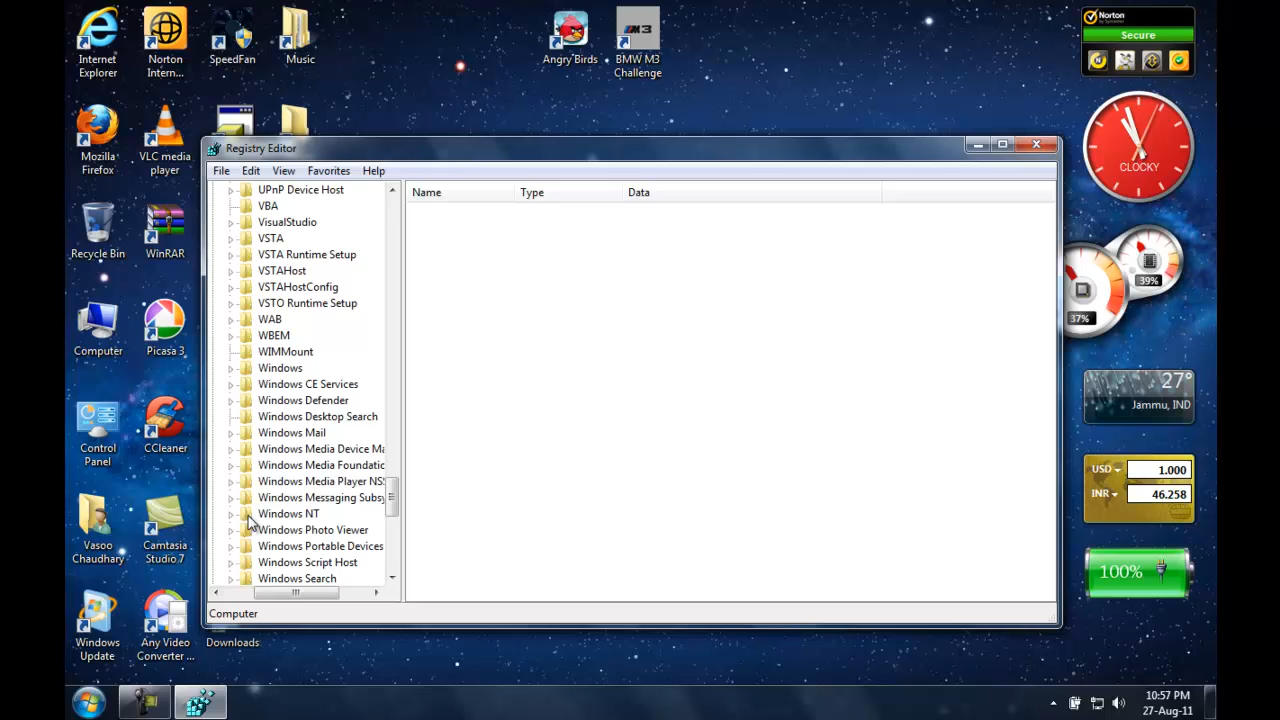 Internet
Explorer
Norton
Intern...
SpeedFan
Music
Angry Birds
M3
BMW M3
Challenge
Norton
by Symantec
Secure
Mozilla
Firefox
VLC media
player
CLOCKY
Recycle Bin
WinRAR
Computer
Picasa 3
Control
Panel
CCleaner
Vasoo
Chaudhary
Camtasia
Studio 7
Windows
Update
Any Video
Converter ...
Downloads
Registry Editor
File Edit View Favorites Help
Name Type Data
UPnP Device Host
VBA
VisualStudio
VSTA
VSTA Runtime Setup
VSTAHost
VSTAHostConfig
VSTO Runtime Setup
WAB
WBEM
WIMMount
Windows
Windows CE Services
Windows Defender
Windows Desktop Search
Windows Mail
Windows Media Device Ma
Windows Media Foundatic
Windows Media Player NSS
Windows Messaging Subsy
Windows NT
Windows Photo Viewer
Windows Portable Devices
Windows Script Host
Windows Search
Computer
39%
37%
27°
Jammu, IND
USD 1.000
INR 46.258
100%
10:57 PM
27-Aug-11